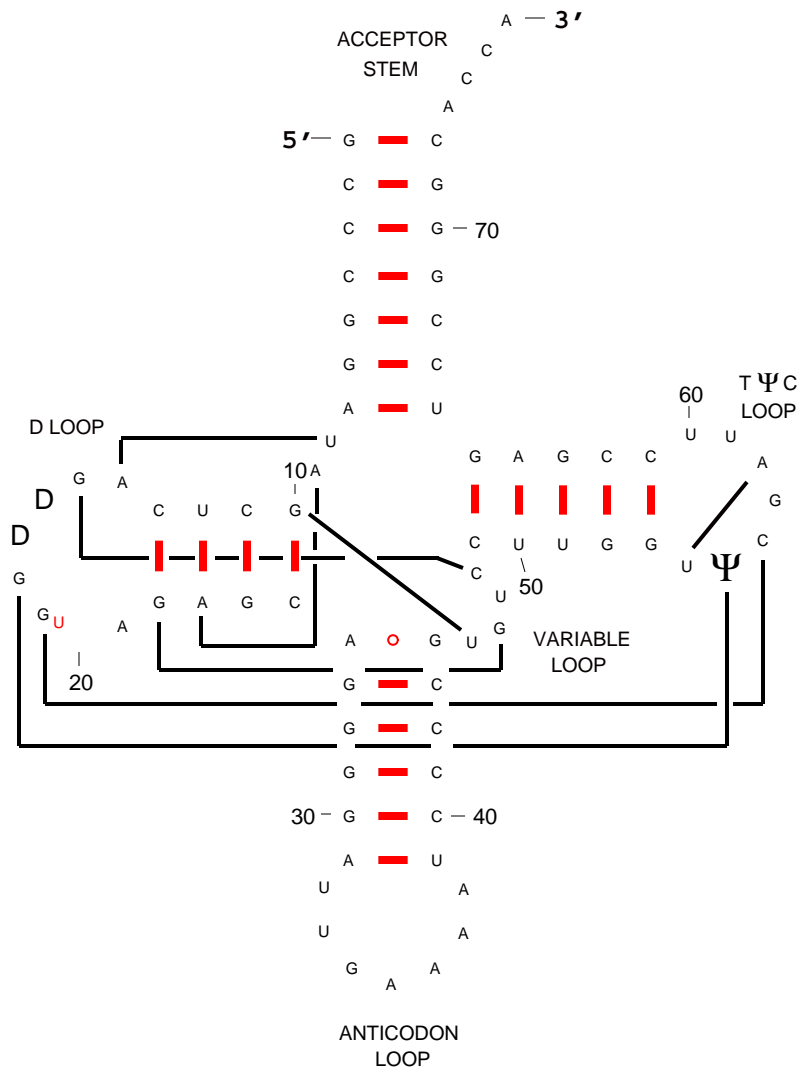 A — 3′
ACCEPTOR
C
STEM
C
A
5′ — G C
C G
C G — 70
C G
G C
G C
T Ψ C
60
LOOP
A U
D LOOP
U U U
G A G C C
A
10 A
G A
D
G
C U C G
D
C U U G G U Ψ C
G
C
50
G A G C
U
G U A
G
A G U
VARIABLE
LOOP
20
G C
G C
G C
30 — G C — 40
A U
U A
U A
G A
A
ANTICODON
LOOP